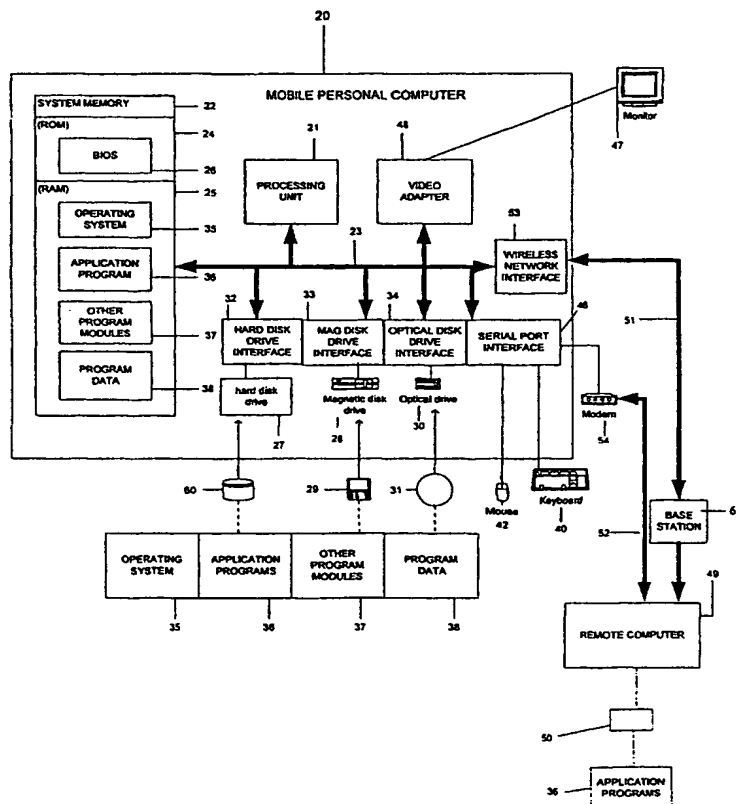 20
MOBILE PERSONAL COMPUTER
SYSTEM MEMORY
22
(ROM)
24
BIOS
26
(RAM)
25
OPERATING SYSTEM
35
APPLICATION PROGRAM
36
OTHER PROGRAM MODULES
37
PROGRAM DATA
38
21
PROCESSING UNIT
48
VIDEO ADAPTER
Monitor
47
23
53
WIRELESS NETWORK INTERFACE
32
HARD DISK DRIVE INTERFACE
33
MAG DISK DRIVE INTERFACE
34
OPTICAL DISK DRIVE INTERFACE
46
SERIAL PORT INTERFACE
hard disk drive
27
Magnetic disk drive
28
Optical drive
30
Modem
54
51
60
29
31
Mouse
42
Keyboard
40
52
BASE STATION
6
OPERATING SYSTEM
APPLICATION PROGRAMS
OTHER PROGRAM MODULES
PROGRAM DATA
35
36
37
38
49
REMOTE COMPUTER
50
36
APPLICATION PROGRAMS